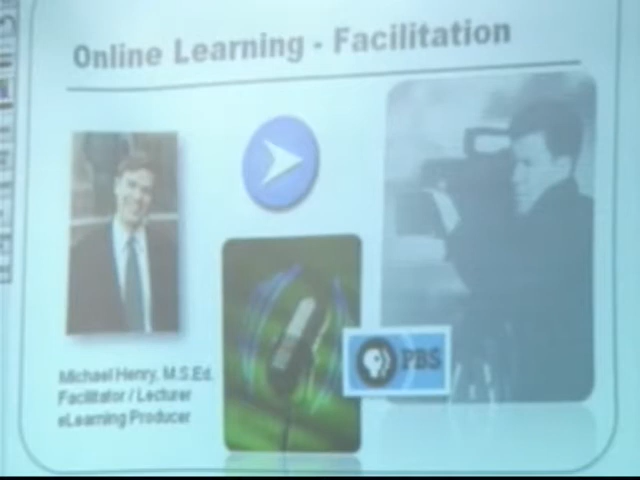 Online Learning - Facilitation
PBS
Michael Henry, M.S.Ed.
Facilitator / Lecturer
eLearning Producer